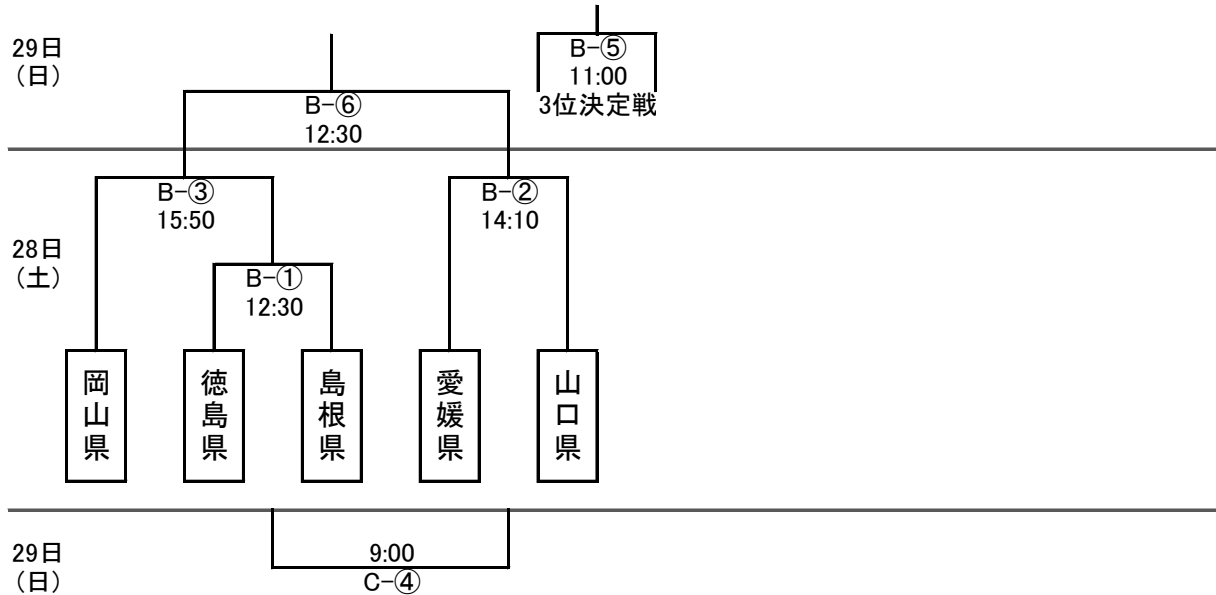 29日
（日）
B-⑤
11:00
3位決定戦
B-⑥
12:30
28日
（土）
B-③
15:50
B-②
14:10
B-①
12:30
岡山県
徳島県
島根県
愛媛県
山口県
29日
（日）
9:00
C-④